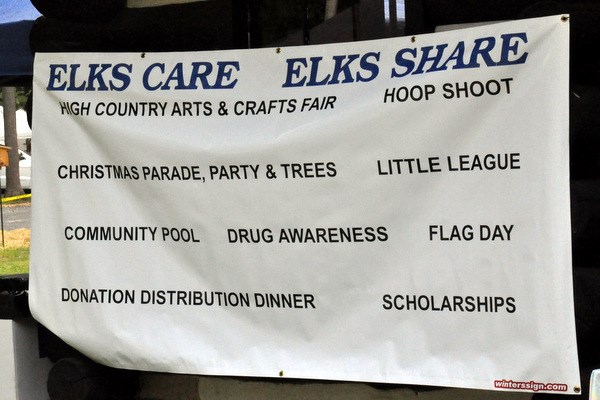 ELKS CARE ELKS SHARE
HIGH COUNTRY ARTS & CRAFTS FAIR HOOP SHOOT
CHRISTMAS PARADE, PARTY & TREES LITTLE LEAGUE
COMMUNITY POOL DRUG AWARENESS FLAG DAY
DONATION DISTRIBUTION DINNER SCHOLARSHIPS
winterssign.com